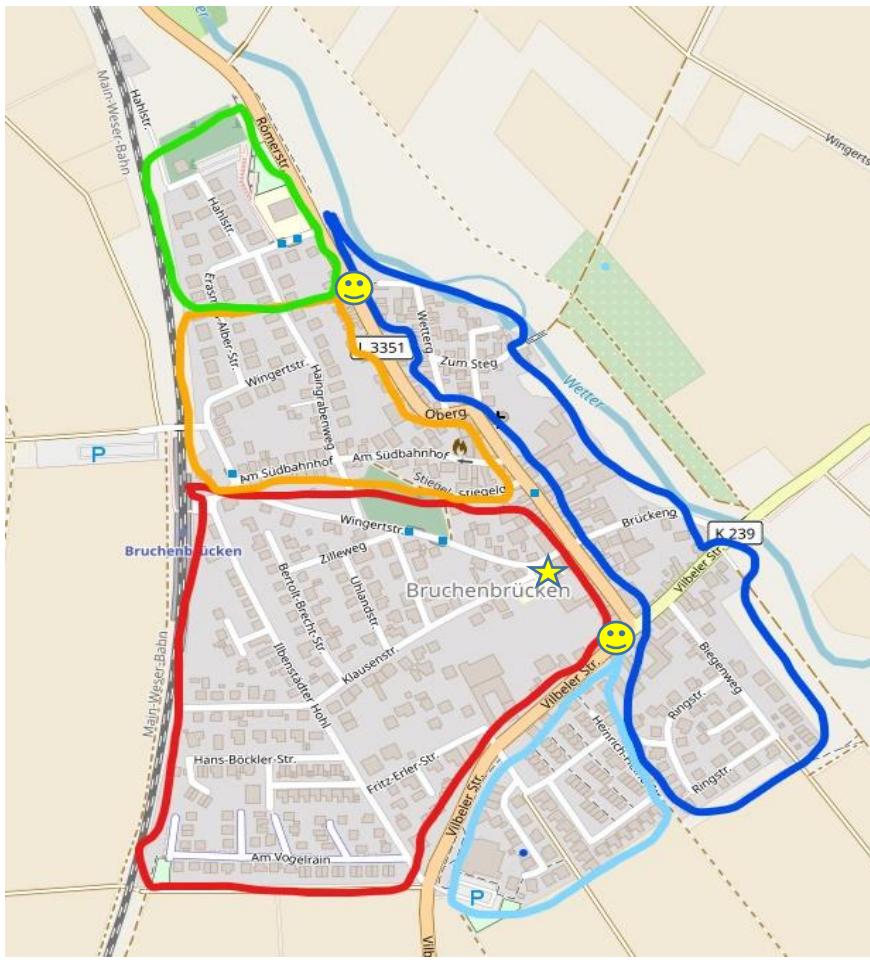 Main-Weser-Bahn
Hahlstr.
Römerstr.
Wingerts
Hahlstr.
Eras
-Alber-Str.
L 3351
Wetterg
Zum Steg
Wingertstr.
Haingrabenweg
Oberg
Wetter
P
Am Südbahnhof
Am Südbahnhof
Stiegelg
Stiegelg
Wingertstr.
Brückeng
K 239
Bruchenbrücken
Zilleweg
Vilbeler Str.
Bertolt-Brecht-Str
Uhlandstr.
Bruchenbrücken
Klausenstr.
Ilbenstädter Hohl
Vilbeler Str.
Biegenweg
Main-Weser-Bahn
Ringstr.
Heinrich-
Hans-Böckler-Str.
Fritz-Erler-Str.
Ringstr.
Vilbeler Str.
Am Vogelrain
P
Vilb